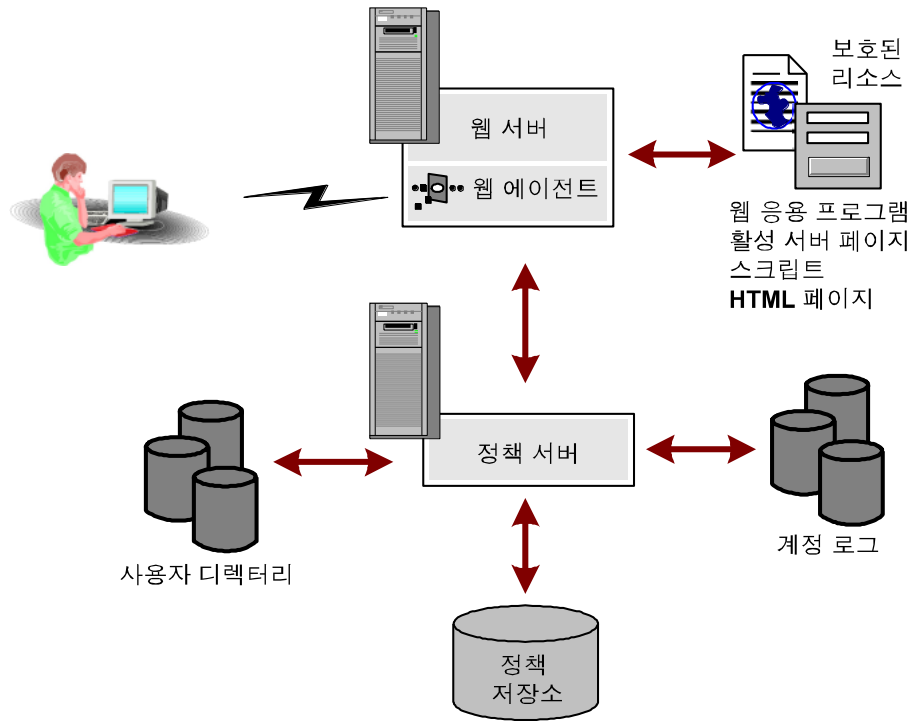 보호된
리소스
웹 서버
웹 에이전트
웹 응용 프로그램
활성 서버 페이지
스크립트
HTML 페이지
정책 서버
사용자 디렉터리
계정 로그
정책
저장소